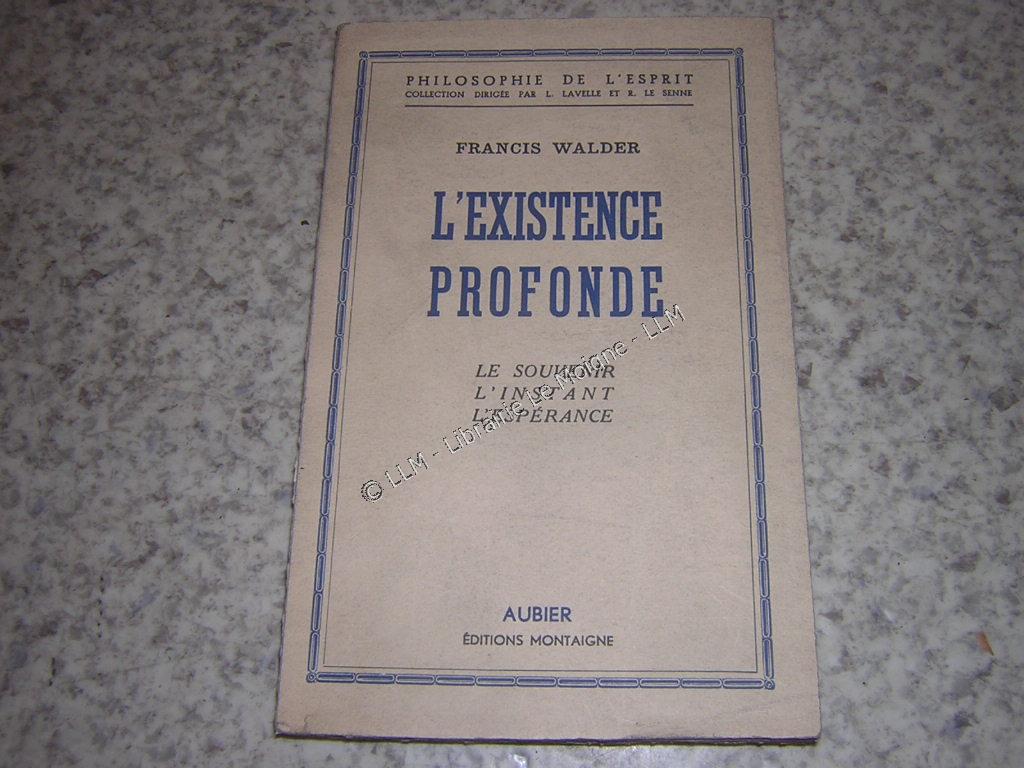 PHILOSOPHIE DE L'ESPRIT
COLLECTION DIRIGÉE PAR L. LAVELLE ET R. LE SENNE
FRANCIS WALDER
L'EXISTENCE
PROFONDE
LE SOUVENIR
L'INSTANT
L'ESPÉRANCE
© LLM - Librairie Le Moigne - LLM
AUBIER
ÉDITIONS MONTAIGNE